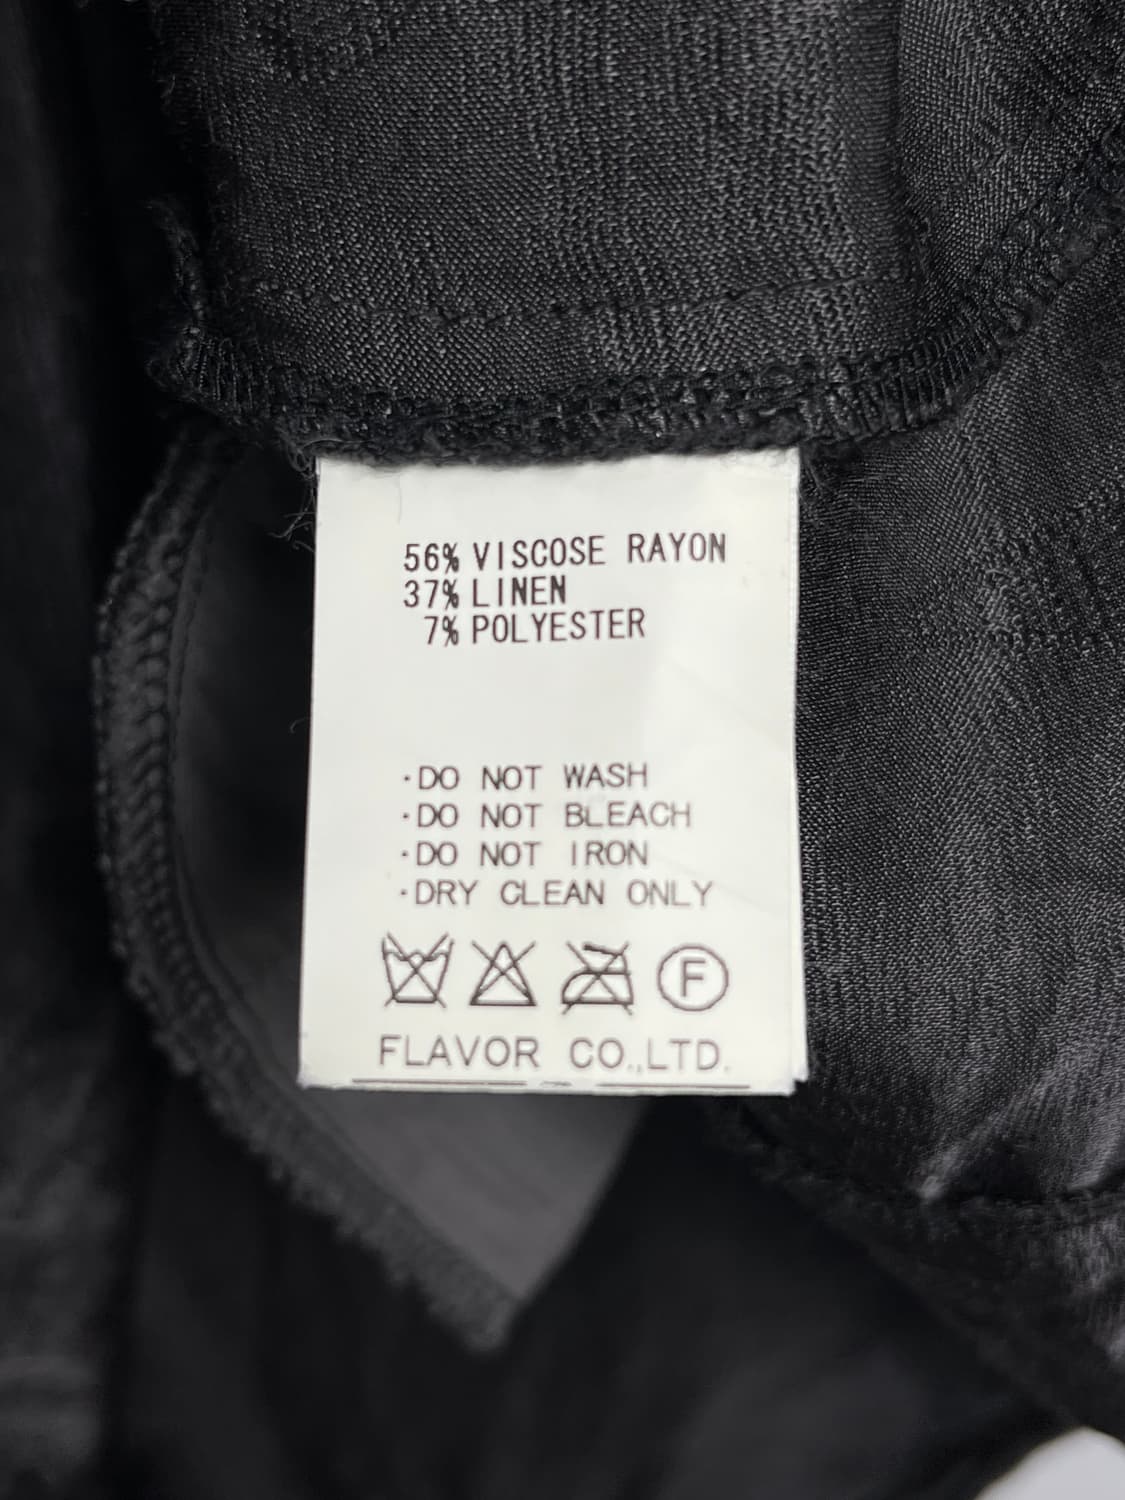 56% VISCOSE RAYON
37% LINEN
7% POLYESTER
·DO NOT WASH
·DO NOT BLEACH
·DO NOT IRON
·DRY CLEAN ONLY
F
FLAVOR CO.,LTD.